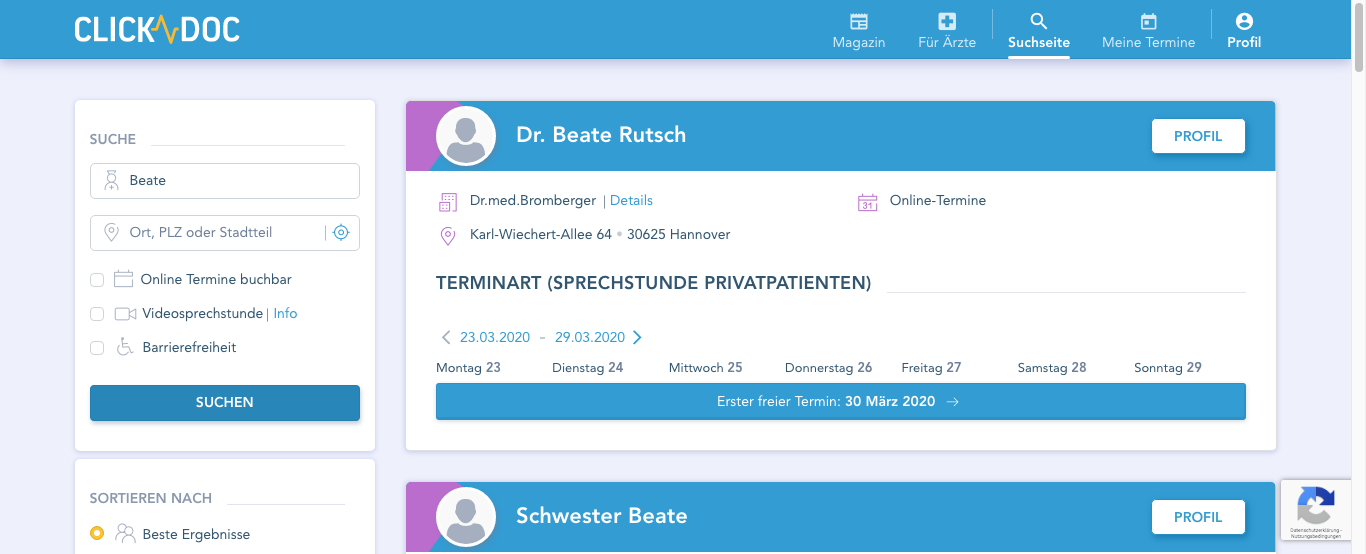 CLICK DOC
Magazin
Für Ärzte
Suchseite
Meine Termine
Profil
SUCHE
Beate
Ort, PLZ oder Stadtteil
Online Termine buchbar
Videosprechstunde | Info
Barrierefreiheit
SUCHEN
SORTIEREN NACH
Beste Ergebnisse
Dr. Beate Rutsch
PROFIL
Dr.med.Bromberger | Details
Online-Termine
31
Karl-Wiechert-Allee 64 • 30625 Hannover
TERMINART (SPRECHSTUNDE PRIVATPATIENTEN)
23.03.2020 - 29.03.2020
Montag 23 Dienstag 24 Mittwoch 25 Donnerstag 26 Freitag 27 Samstag 28 Sonntag 29
Erster freier Termin: 30 März 2020 →
Schwester Beate
PROFIL
Datenschutzerklärung -
Nutzungsbedingungen